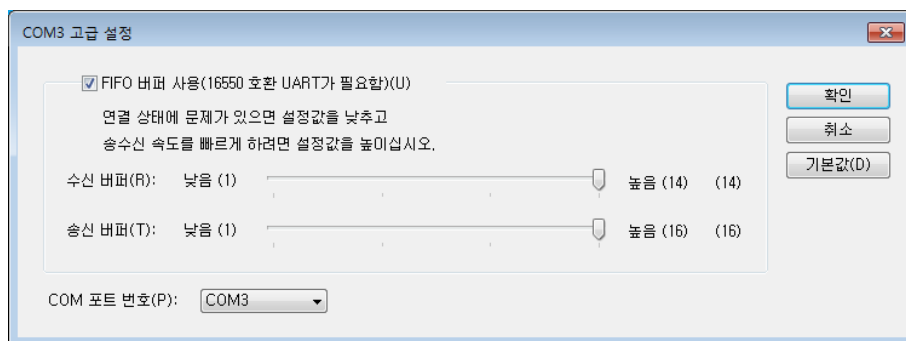 COM3 고급 설정
FIFO 버퍼 사용(16550 호환 UART가 필요함)(U)
연결 상태에 문제가 있으면 설정값을 낮추고
송수신 속도를 빠르게 하려면 설정값을 높이십시오.
수신 버퍼(R): 낮음 (1) 높음 (14) (14)
송신 버퍼(T): 낮음 (1) 높음 (16) (16)
COM 포트 번호(P): COM3
확인
취소
기본값(D)